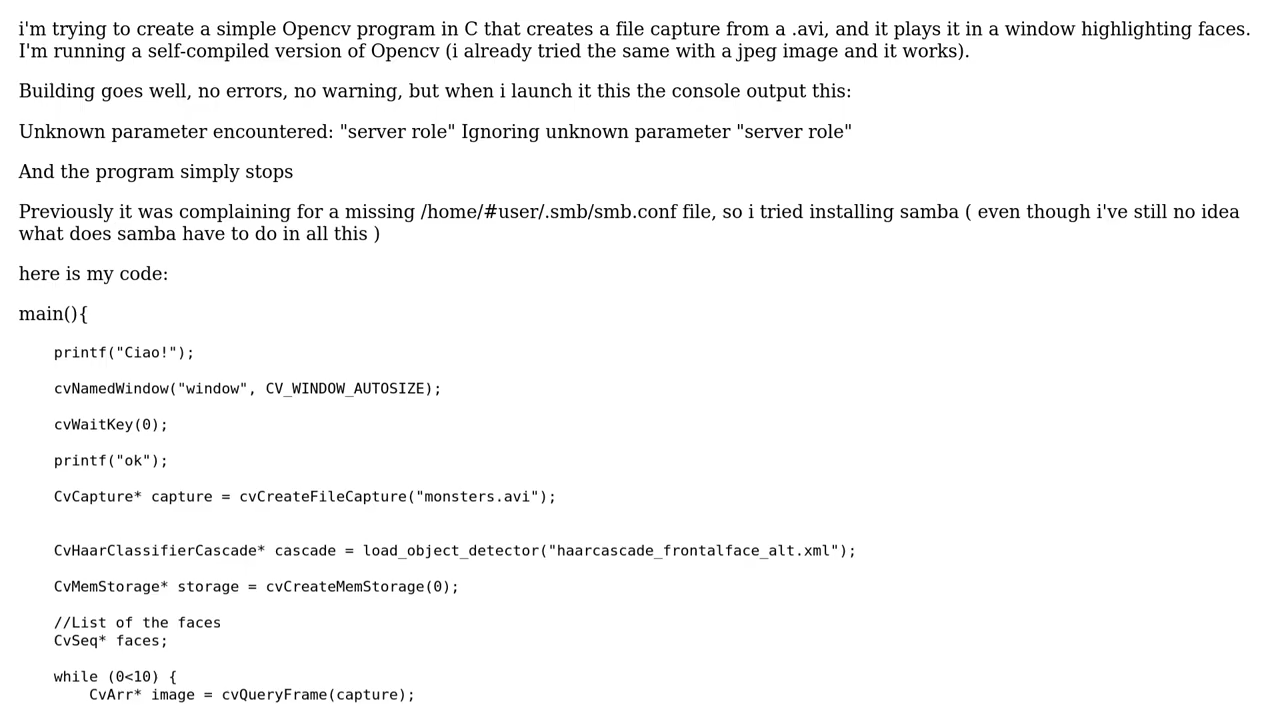 i'm trying to create a simple Opencv program in C that creates a file capture from a .avi, and it plays it in a window highlighting faces.
I'm running a self-compiled version of Opencv (i already tried the same with a jpeg image and it works).
Building goes well, no errors, no warning, but when i launch it this the console output this:
Unknown parameter encountered: "server role" Ignoring unknown parameter "server role"
And the program simply stops
Previously it was complaining for a missing /home/#user/.smb/smb.conf file, so i tried installing samba ( even though i've still no idea
what does samba have to do in all this )
here is my code:
main(){
printf("Ciao!");
cvNamedWindow("window", CV_WINDOW_AUTOSIZE);
cvWaitKey(0);
printf("ok");
CvCapture* capture = cvCreateFileCapture("monsters.avi");
CvHaarClassifierCascade* cascade = load_object_detector("haarcascade_frontalface_alt.xml");
CvMemStorage* storage = cvCreateMemStorage(0);
//List of the faces
CvSeq* faces;
while (0<10) {
CvArr* image = cvQueryFrame(capture);